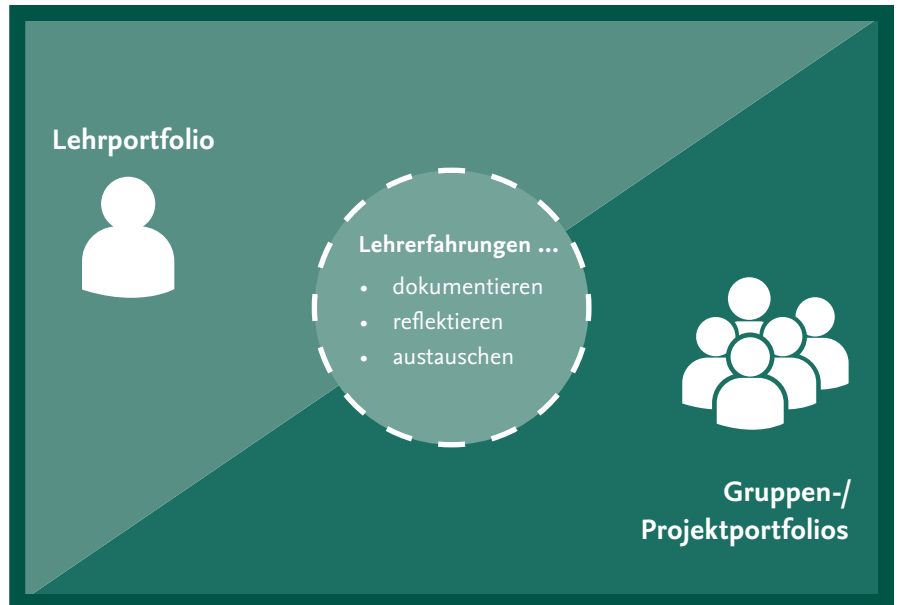 Lehrportfolio
Lehrerfahrungen ...
• dokumentieren
• reflektieren
• austauschen
Gruppen-/
Projektportfolios